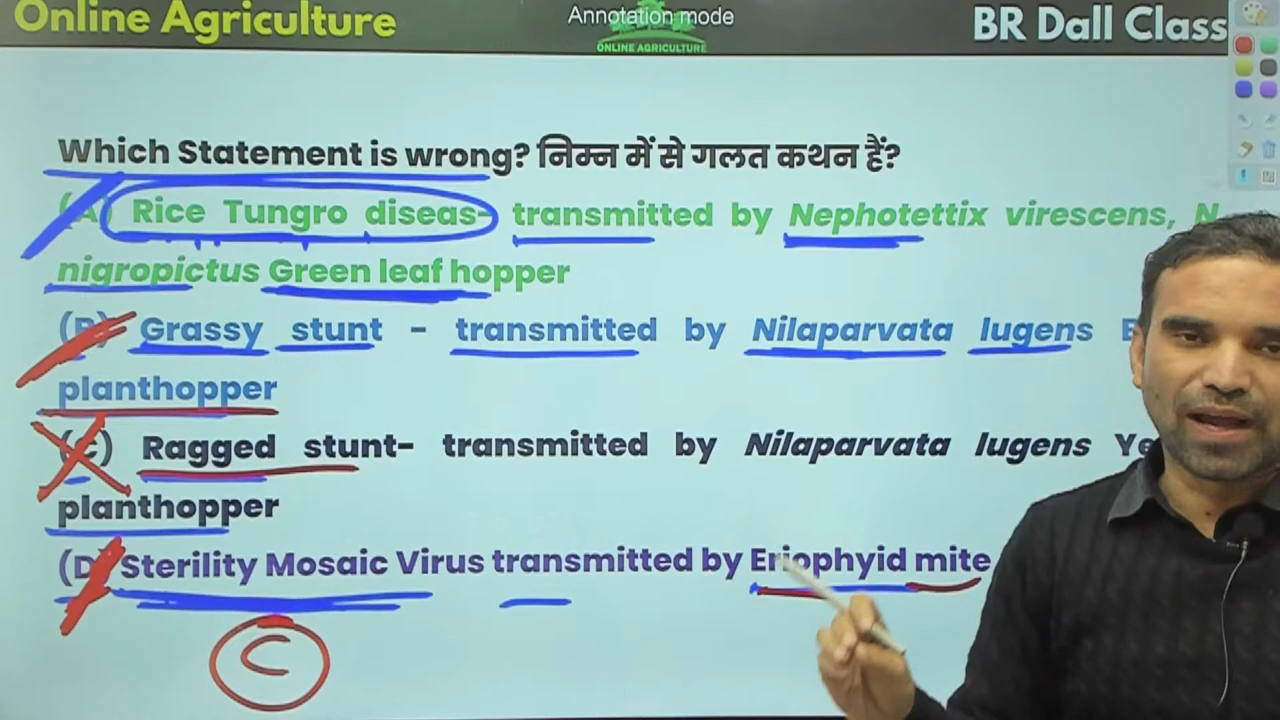 Online Agriculture
Annotation mode
ONLINE AGRICULTURE
BR Dall Class
Which Statement is wrong? निम्न में से गलत कथन हैं?
(A) Rice Tungro diseas- transmitted by Nephotettix virescens, N
nigropictus Green leaf hopper
(B) Grassy stunt - transmitted by Nilaparvata lugens B
planthopper
(C) Ragged stunt- transmitted by Nilaparvata lugens Ye
planthopper
(D) Sterility Mosaic Virus transmitted by Eriophyid mite
C